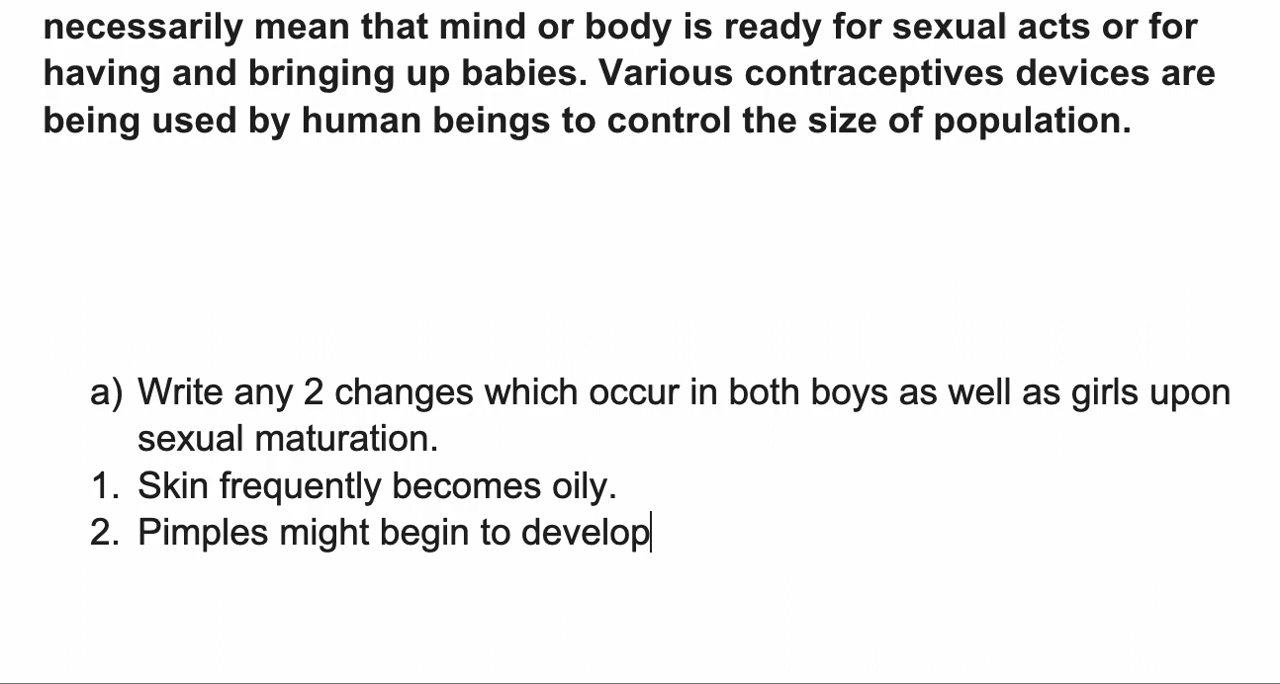 necessarily mean that mind or body is ready for sexual acts or for
having and bringing up babies. Various contraceptives devices are
being used by human beings to control the size of population.
a) Write any 2 changes which occur in both boys as well as girls upon
sexual maturation.
1. Skin frequently becomes oily.
2. Pimples might begin to develop